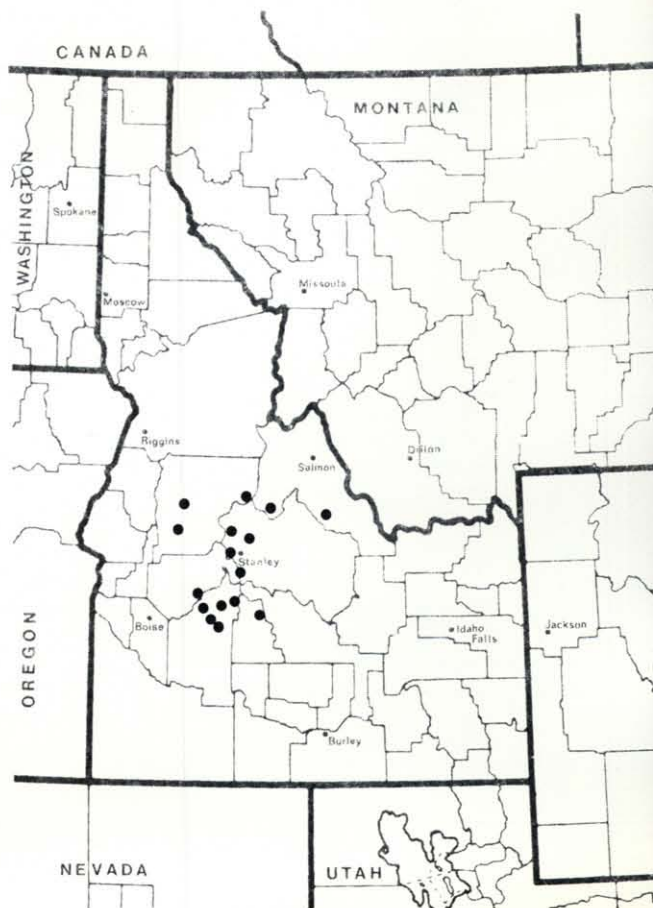 CANADA
MONTANA
WASHINGTON
Spokane
Missoula
Moscow
Riggins
Salmon
Dillon
Stanley
Boise
Idaho
Falls
Jackson
OREGON
Burley
NEVADA
UTAH